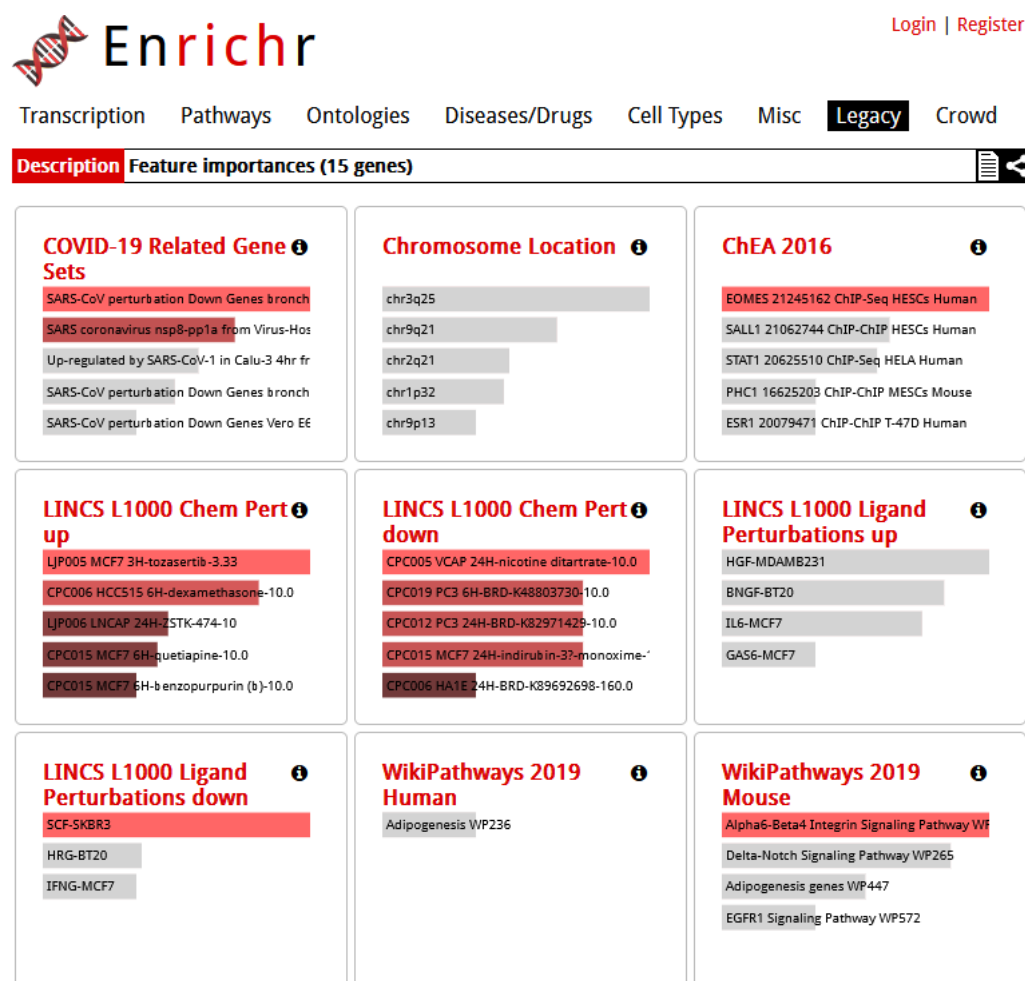 Enrichr
Login | Register
Transcription Pathways Ontologies Diseases/Drugs Cell Types Misc Legacy Crowd
Description Feature importances (15 genes)
COVID-19 Related Gene
Sets
SARS-CoV perturbation Down Genes bronch
SARS coronavirus nsp8-pp1a from Virus-Hos
Up-regulated by SARS-CoV-1 in Calu-3 4hr fr
SARS-CoV perturbation Down Genes bronch
SARS-CoV perturbation Down Genes Vero E6
Chromosome Location
chr3q25
chr9q21
chr2q21
chr1p32
chr9p13
ChEA 2016
EOMES 21245162 ChIP-Seq HESCs Human
SALL1 21062744 ChIP-ChIP HESCs Human
STAT1 20625510 ChIP-Seq HELA Human
PHC1 16625203 ChIP-ChIP MESCs Mouse
ESR1 20079471 ChIP-ChIP T-47D Human
LINCS L1000 Chem Pert
up
LJP005 MCF7 3H-tozasertib-3.33
CPC006 HCC515 6H-dexamethasone-10.0
LJP006 LNCAP 24H-ZSTK-474-10
CPC015 MCF7 6H-quetiapine-10.0
CPC015 MCF7 6H-benzopurpurin (b)-10.0
LINCS L1000 Chem Pert
down
CPC005 VCAP 24H-nicotine ditartrate-10.0
CPC019 PC3 6H-BRD-K48803730-10.0
CPC012 PC3 24H-BRD-K82971429-10.0
CPC015 MCF7 24H-indirubin-3?-monoxime-
CPC006 HA1E 24H-BRD-K89692698-160.0
LINCS L1000 Ligand
Perturbations up
HGF-MDAMB231
BNGF-BT20
IL6-MCF7
GAS6-MCF7
LINCS L1000 Ligand
Perturbations down
SCF-SKBR3
HRG-BT20
IFNG-MCF7
WikiPathways 2019
Human
Adipogenesis WP236
WikiPathways 2019
Mouse
Alpha6-Beta4 Integrin Signaling Pathway WP
Delta-Notch Signaling Pathway WP265
Adipogenesis genes WP447
EGFR1 Signaling Pathway WP572